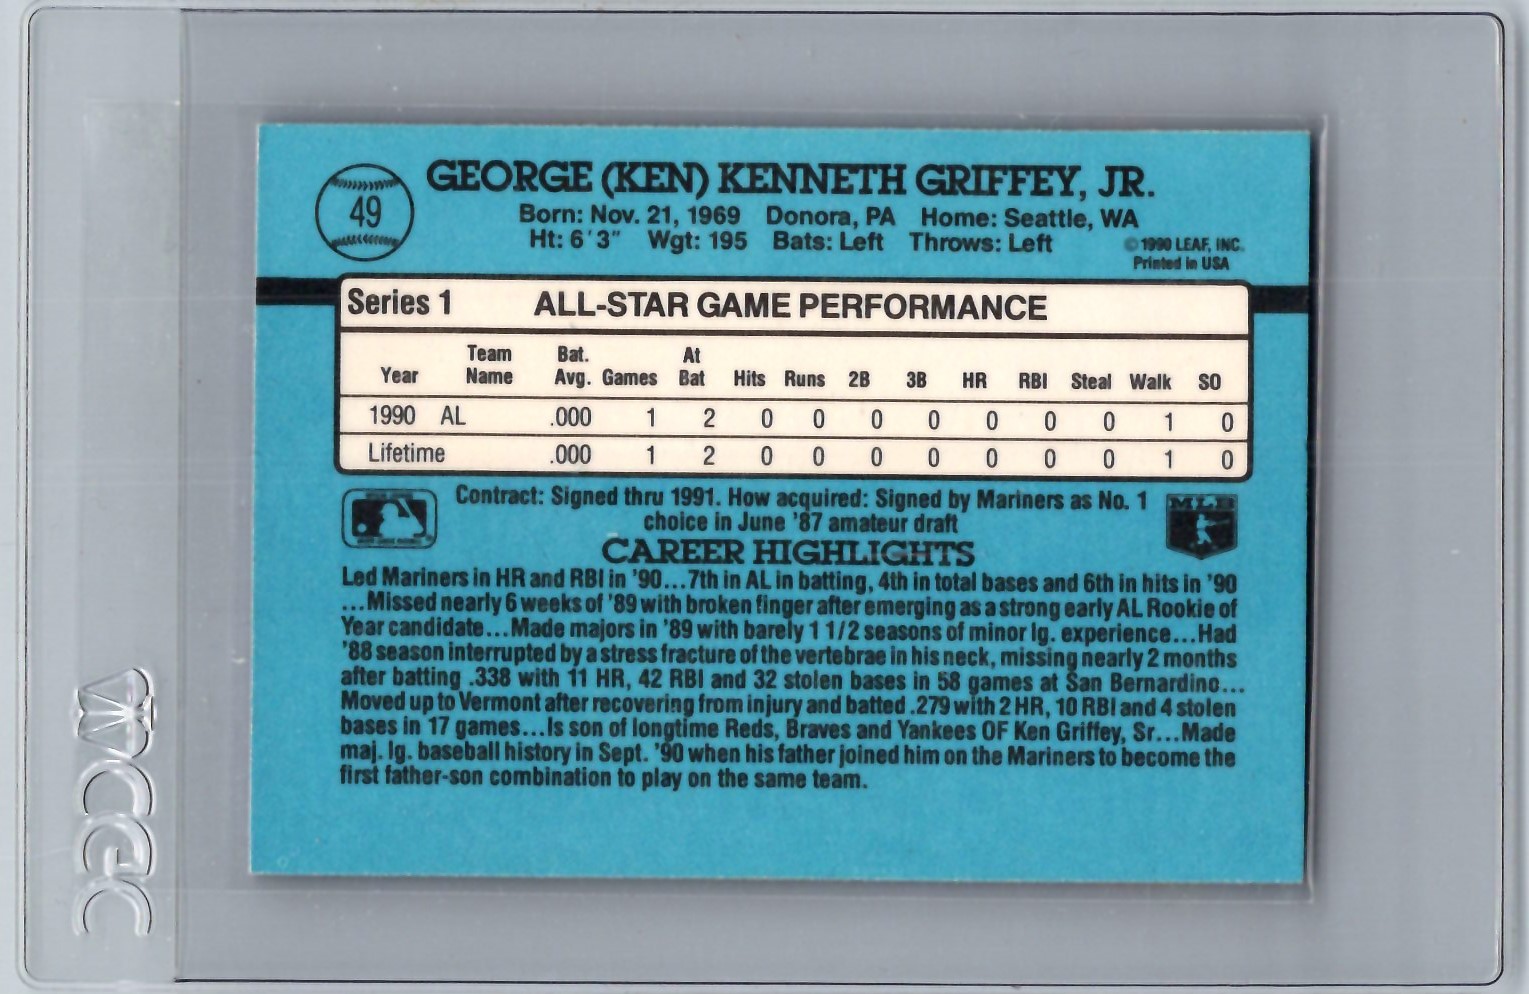 49
GEORGE (KEN) KENNETH GRIFFEY, JR.
Born: Nov. 21, 1969 Donora, PA Home: Seattle, WA
Ht: 6'3" Wgt: 195 Bats: Left Throws: Left
©1990 LEAF, INC.
Printed in USA
Series 1 ALL-STAR GAME PERFORMANCE
Year Team Name Bat. Avg. Games At Bat Hits Runs 2B 3B HR RBI Steal Walk SO
1990 AL .000 1 2 0 0 0 0 0 0 0 1 0
Lifetime .000 1 2 0 0 0 0 0 0 0 1 0
Contract: Signed thru 1991. How acquired: Signed by Mariners as No. 1
choice in June '87 amateur draft
MLB
CAREER HIGHLIGHTS
Led Mariners in HR and RBI in '90...7th in AL in batting, 4th in total bases and 6th in hits in '90
...Missed nearly 6 weeks of '89 with broken finger after emerging as a strong early AL Rookie of
Year candidate...Made majors in '89 with barely 1 1/2 seasons of minor lg. experience...Had
'88 season interrupted by a stress fracture of the vertebrae in his neck, missing nearly 2 months
after batting .338 with 11 HR, 42 RBI and 32 stolen bases in 58 games at San Bernardino...
Moved up to Vermont after recovering from injury and batted .279 with 2 HR, 10 RBI and 4 stolen
bases in 17 games...Is son of longtime Reds, Braves and Yankees OF Ken Griffey, Sr...Made
maj. lg. baseball history in Sept. '90 when his father joined him on the Mariners to become the
first father-son combination to play on the same team.